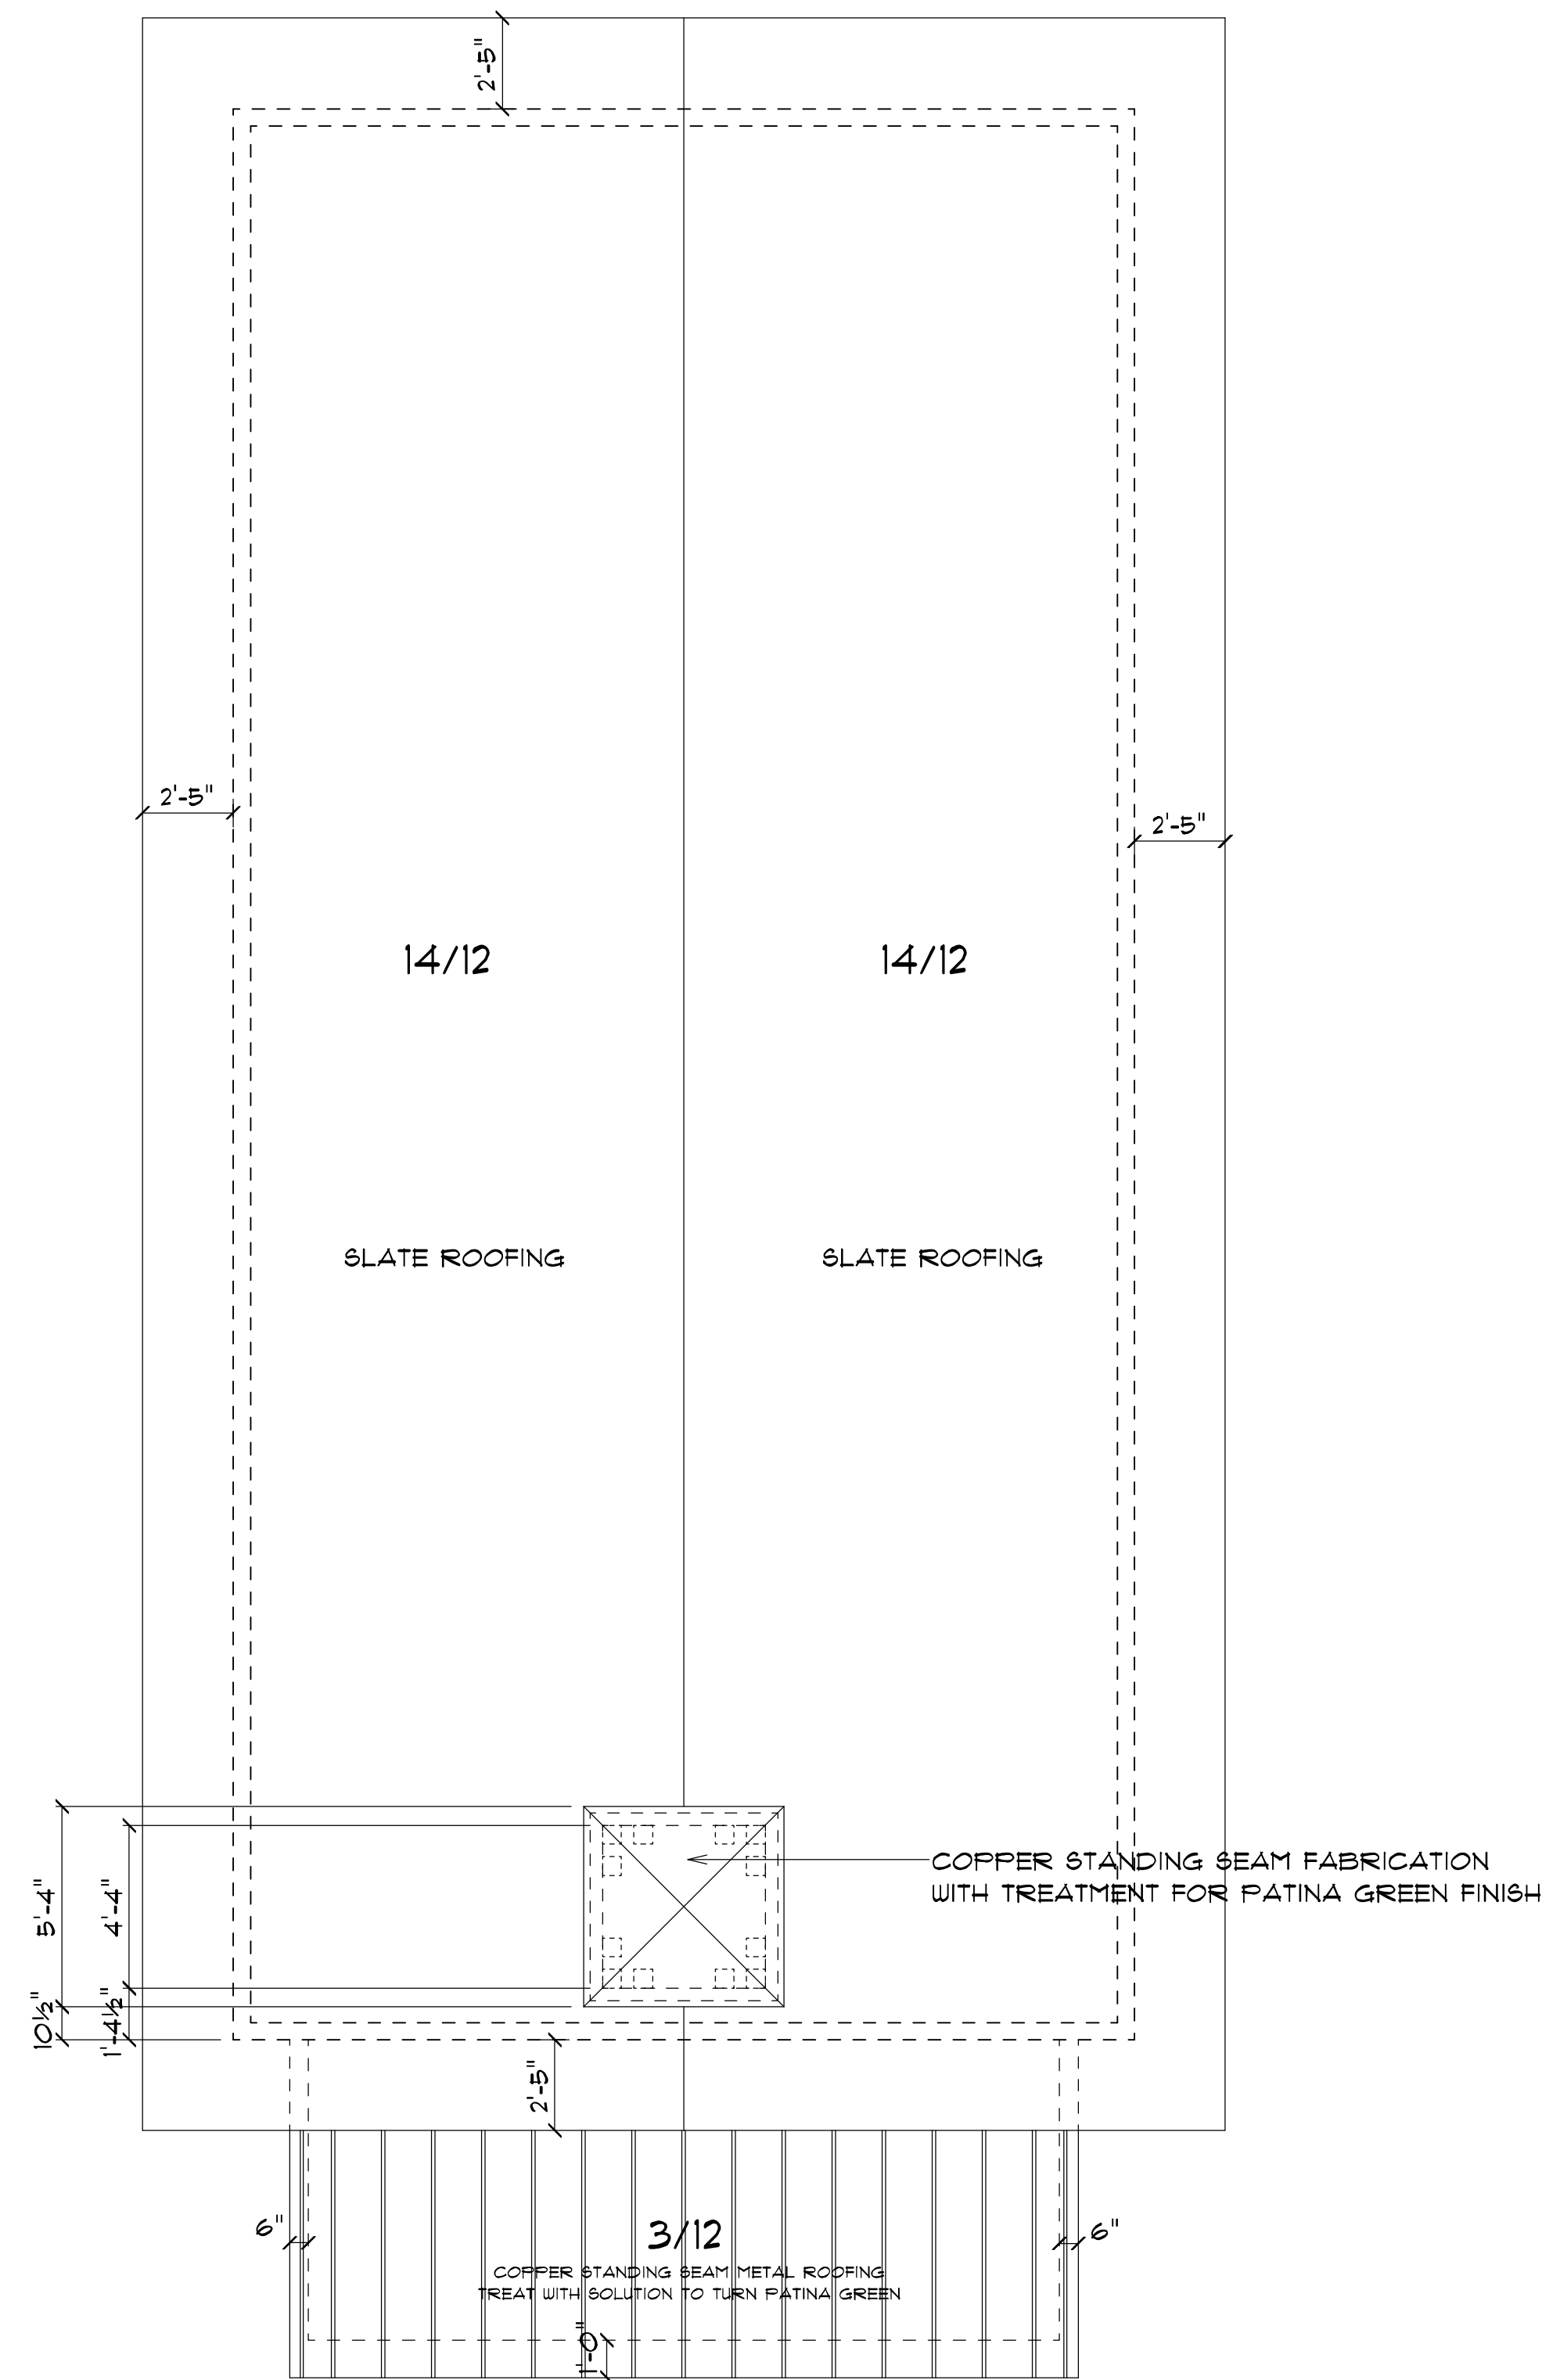 2'-5"
2'-5"
2'-5"
14/12
14/12
SLATE ROOFING
SLATE ROOFING
COPPER STANDING SEAM FABRICATION
WITH TREATMENT FOR PATINA GREEN FINISH
5'-4"
4'-4"
10½"
1'-4½"
2'-5"
6"
3/12
6"
COPPER STANDING SEAM METAL ROOFING
TREAT WITH SOLUTION TO TURN PATINA GREEN
1'-0"